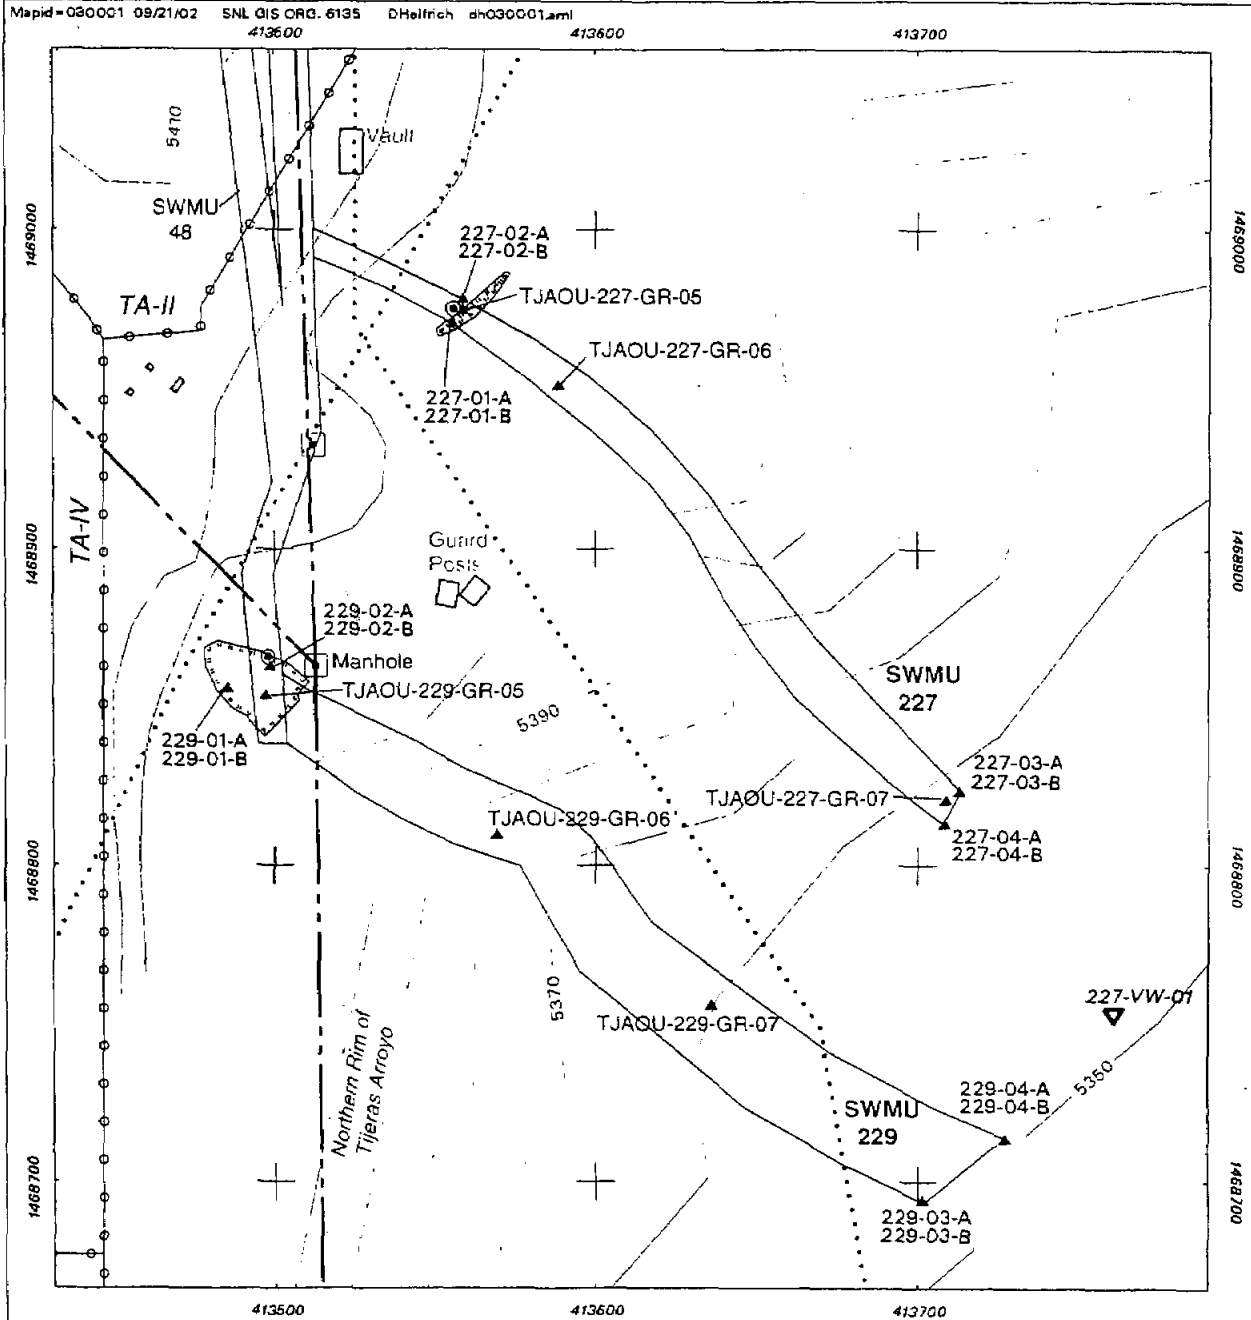 Mapid=030001 09/21/02 SNL GIS ORG. 6135 DHelfrich dh030001.aml
413500 413600 413700
5410
Vault
SWMU
48
1469000
1469000
227-02-A
227-02-B
TA-II
TJAOU-227-GR-05
TJAOU-227-GR-06
227-01-A
227-01-B
TA-IV
1468900
1468900
Guard
Posts
229-02-A
229-02-B
Manhole
TJAOU-229-GR-05
SWMU
227
5390
229-01-A
229-01-B
227-03-A
227-03-B
TJAOU-227-GR-07
TJAOU-229-GR-06
227-04-A
227-04-B
1468800
1468800
5370
227-VW-01
TJAOU-229-GR-07
Northern Rim of
Tijeras Arroyo
5350
229-04-A
229-04-B
SWMU
229
1468700
1468700
229-03-A
229-03-B
413500 413600 413700